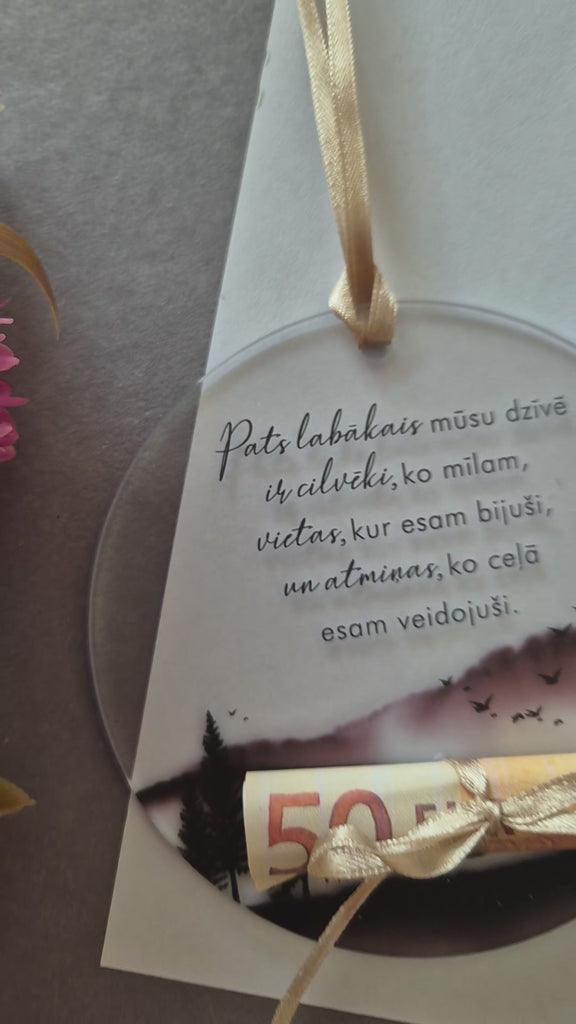 Pats labākais mūsu dzīvē
ir cilvēki, ko mīlam,
vietas, kur esam bijuši,
un atmiņas, ko ceļā
esam veidojuši.
50